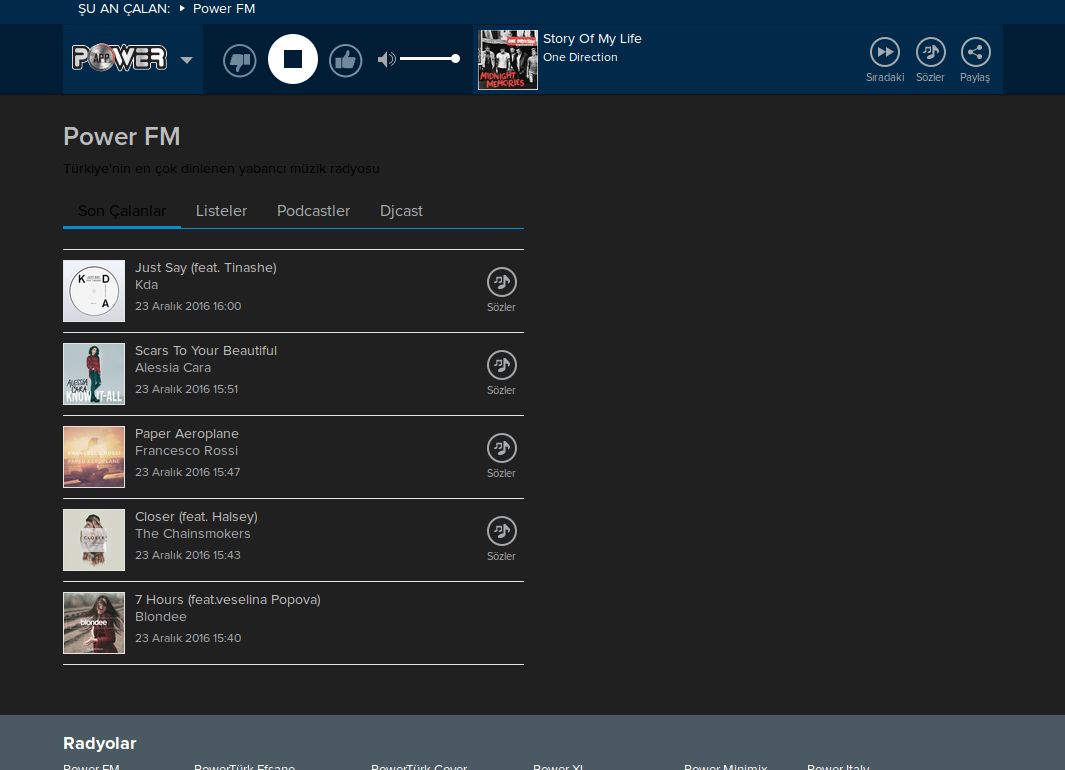 ŞU AN ÇALAN: Power FM
POWER APP
Story Of My Life
One Direction
ONE DIRECTION
MIDNIGHT
MEMORIES
Sıradaki Sözler Paylaş
Power FM
Türkiye'nin en çok dinlenen yabancı müzik radyosu
Son Çalanlar Listeler Podcastler Djcast
K D
A
Just Say (feat. Tinashe)
Kda
23 Aralık 2016 16:00
Sözler
ALESSIA
CARA
KNOW-IT-ALL
Scars To Your Beautiful
Alessia Cara
23 Aralık 2016 15:51
Sözler
FRANCESCO ROSSI
PAPER AEROPLANE
Paper Aeroplane
Francesco Rossi
23 Aralık 2016 15:47
Sözler
CLOSER
Closer (feat. Halsey)
The Chainsmokers
23 Aralık 2016 15:43
Sözler
blondee
7 Hours (feat.veselina Popova)
Blondee
23 Aralık 2016 15:40
Radyolar
Power FM PowerTürk Efsane PowerTürk Cover Power XL Power Minimix Power Italy